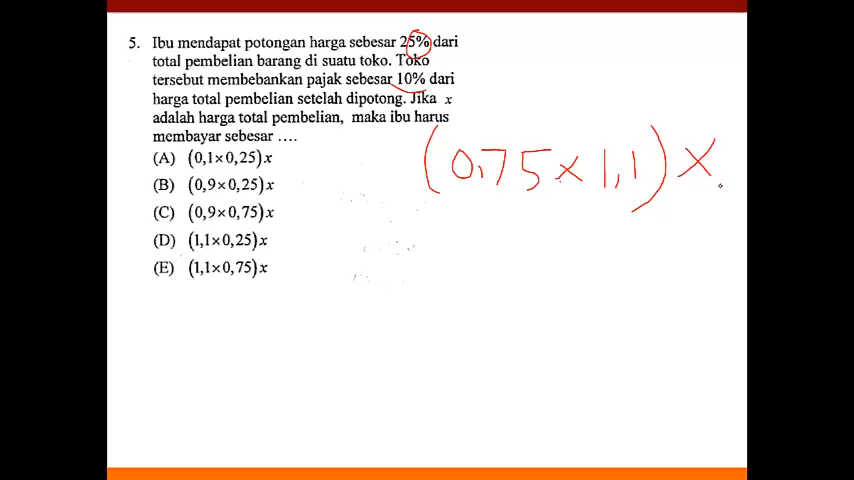 5. Ibu mendapat potongan harga sebesar 25% dari
total pembelian barang di suatu toko. Toko
tersebut membebankan pajak sebesar 10% dari
harga total pembelian setelah dipotong. Jika x
adalah harga total pembelian, maka ibu harus
membayar sebesar ....
(A) (0,1×0,25)x
(B) (0,9×0,25)x
(C) (0,9×0,75)x
(D) (1,1×0,25)x
(E) (1,1×0,75)x
(0,75×1,1)x